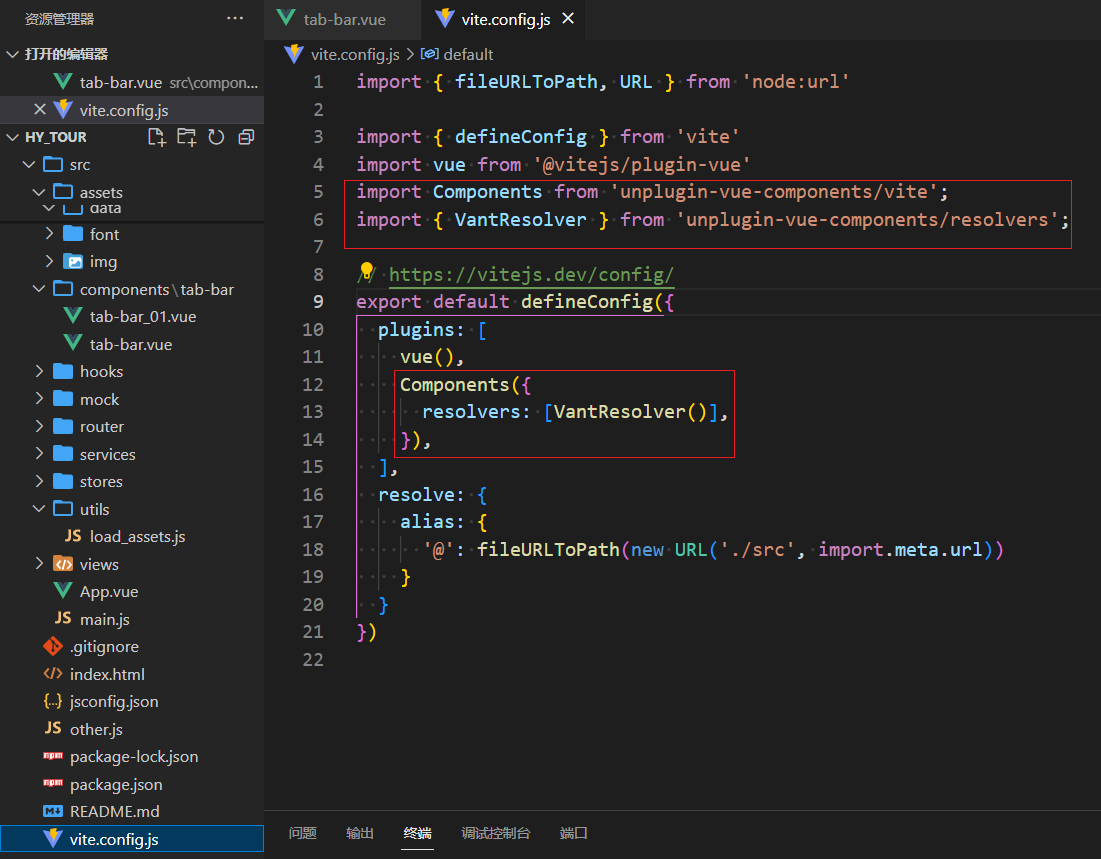 资源管理器 ···
打开的编辑器
tab-bar.vue src\compon...
vite.config.js
HY_TOUR
src
assets
data
font
img
components\tab-bar
tab-bar_01.vue
tab-bar.vue
hooks
mock
router
services
stores
utils
JS load_assets.js
views
App.vue
JS main.js
.gitignore
index.html
jsconfig.json
JS other.js
npm package-lock.json
npm package.json
README.md
vite.config.js
tab-bar.vue vite.config.js
vite.config.js > default
1 import { fileURLToPath, URL } from 'node:url'
2
3 import { defineConfig } from 'vite'
4 import vue from '@vitejs/plugin-vue'
5 import Components from 'unplugin-vue-components/vite';
6 import { VantResolver } from 'unplugin-vue-components/resolvers';
7
8 // https://vitejs.dev/config/
9 export default defineConfig({
10 plugins: [
11 vue(),
12 Components({
13 resolvers: [VantResolver()],
14 }),
15 ],
16 resolve: {
17 alias: {
18 '@': fileURLToPath(new URL('./src', import.meta.url))
19 }
20 }
21 })
22
问题 输出 终端 调试控制台 端口